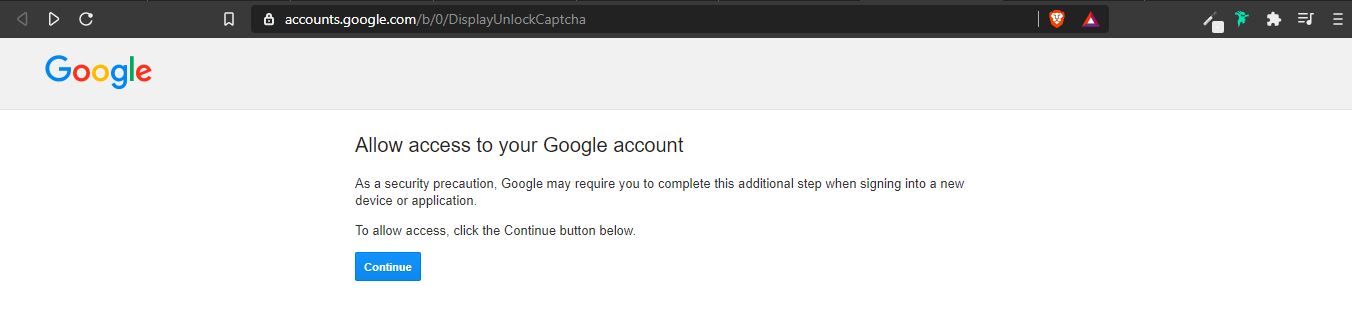 accounts.google.com/b/0/DisplayUnlockCaptcha
Google
Allow access to your Google account
As a security precaution, Google may require you to complete this additional step when signing into a new
device or application.
To allow access, click the Continue button below.
Continue